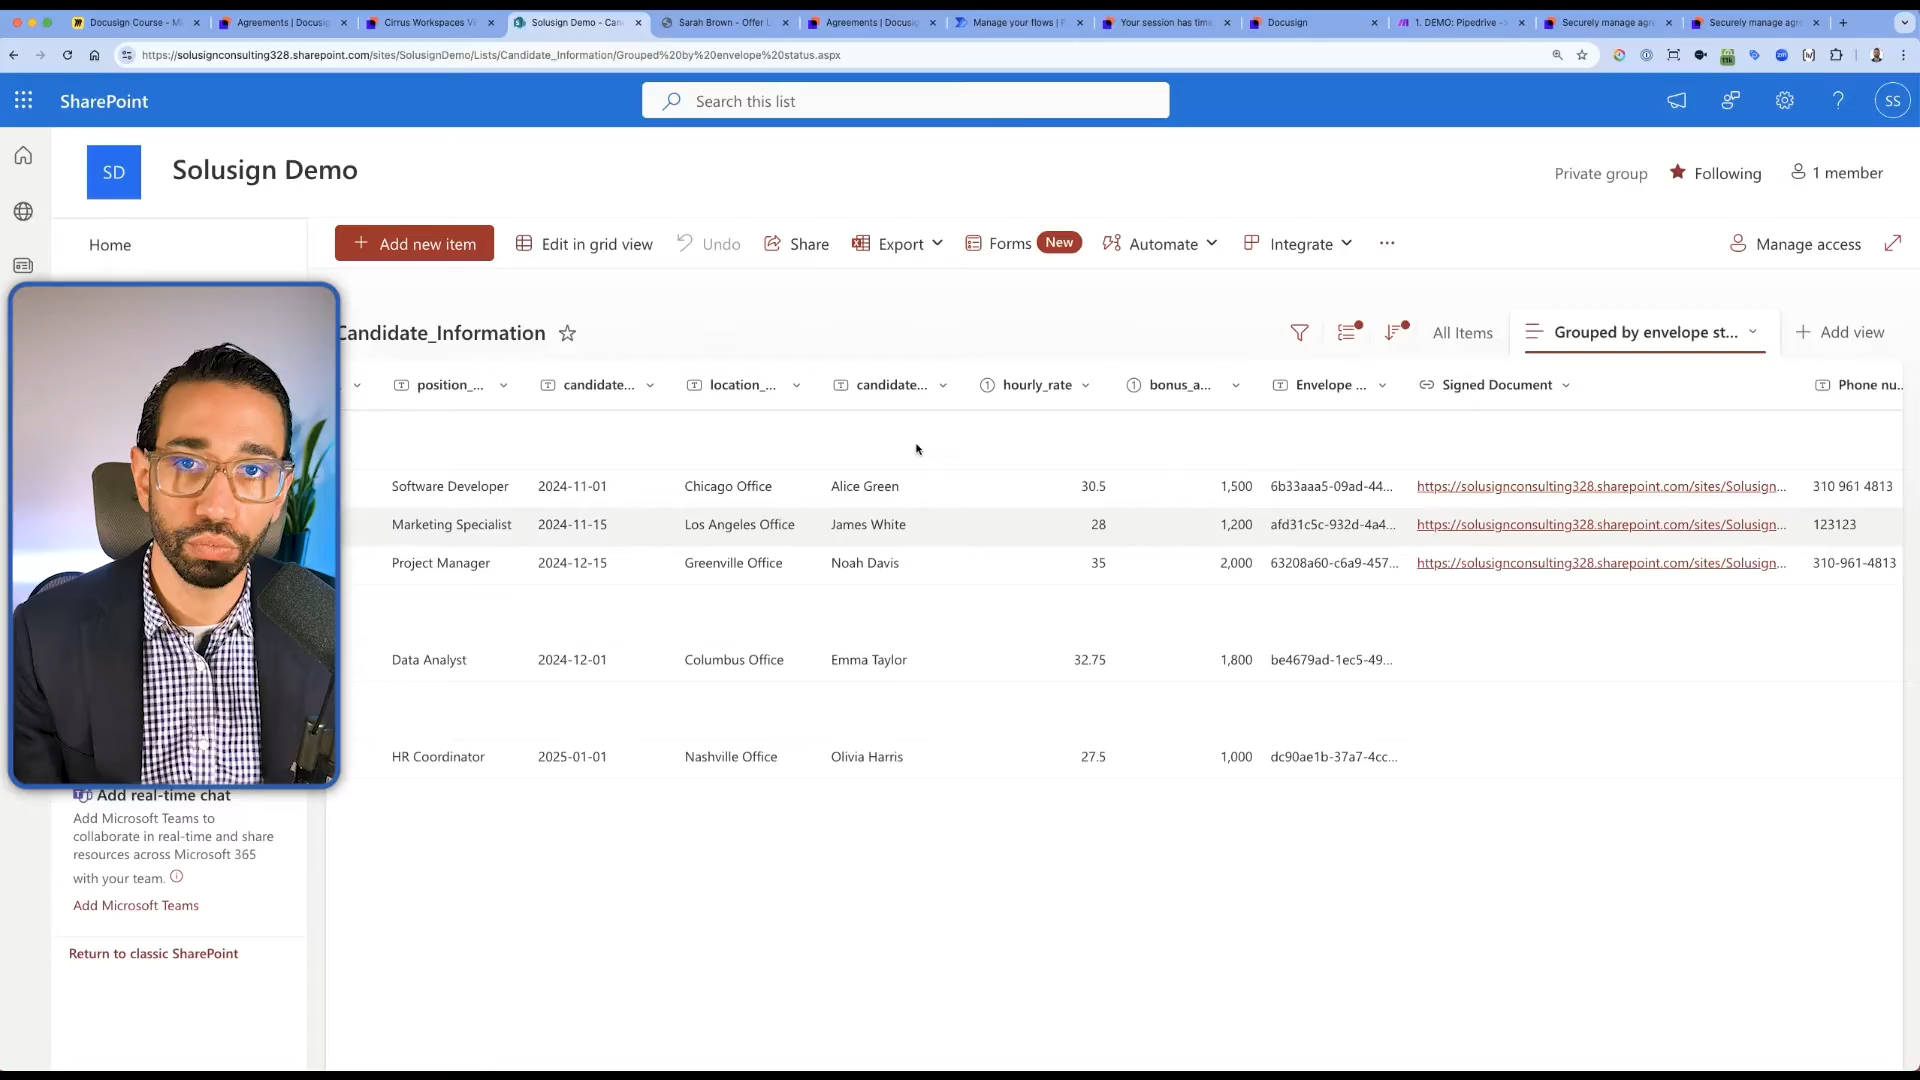 Docusign Course - Mi
Agreements | Docusig
Cirrus Workspaces Vi
Solusign Demo - Can
Sarah Brown - Offer L
Agreements | Docusig
Manage your flows | P
Your session has time
Docusign
1. DEMO: Pipedrive -
Securely manage agr
Securely manage agr
https://solusignconsulting328.sharepoint.com/sites/SolusignDemo/Lists/Candidate_Information/Grouped%20by%20envelope%20status.aspx
SharePoint
Search this list
SS
SD
Solusign Demo
Private group
Following
1 member
Home
Add new item
Edit in grid view
Undo
Share
Export
Forms New
Automate
Integrate
Manage access
Candidate_Information
All Items
Grouped by envelope st...
Add view
position_... candidate... location_... candidate... hourly_rate bonus_a... Envelope ... Signed Document Phone nu...
Software Developer 2024-11-01 Chicago Office Alice Green 30.5 1,500 6b33aaa5-09ad-44... https://solusignconsulting328.sharepoint.com/sites/Solusign... 310 961 4813
Marketing Specialist 2024-11-15 Los Angeles Office James White 28 1,200 afd31c5c-932d-4a4... https://solusignconsulting328.sharepoint.com/sites/Solusign... 123123
Project Manager 2024-12-15 Greenville Office Noah Davis 35 2,000 63208a60-c6a9-457... https://solusignconsulting328.sharepoint.com/sites/Solusign... 310-961-4813
Data Analyst 2024-12-01 Columbus Office Emma Taylor 32.75 1,800 be4679ad-1ec5-49...
HR Coordinator 2025-01-01 Nashville Office Olivia Harris 27.5 1,000 dc90ae1b-37a7-4cc...
Add real-time chat
Add Microsoft Teams to
collaborate in real-time and share
resources across Microsoft 365
with your team.
Add Microsoft Teams
Return to classic SharePoint